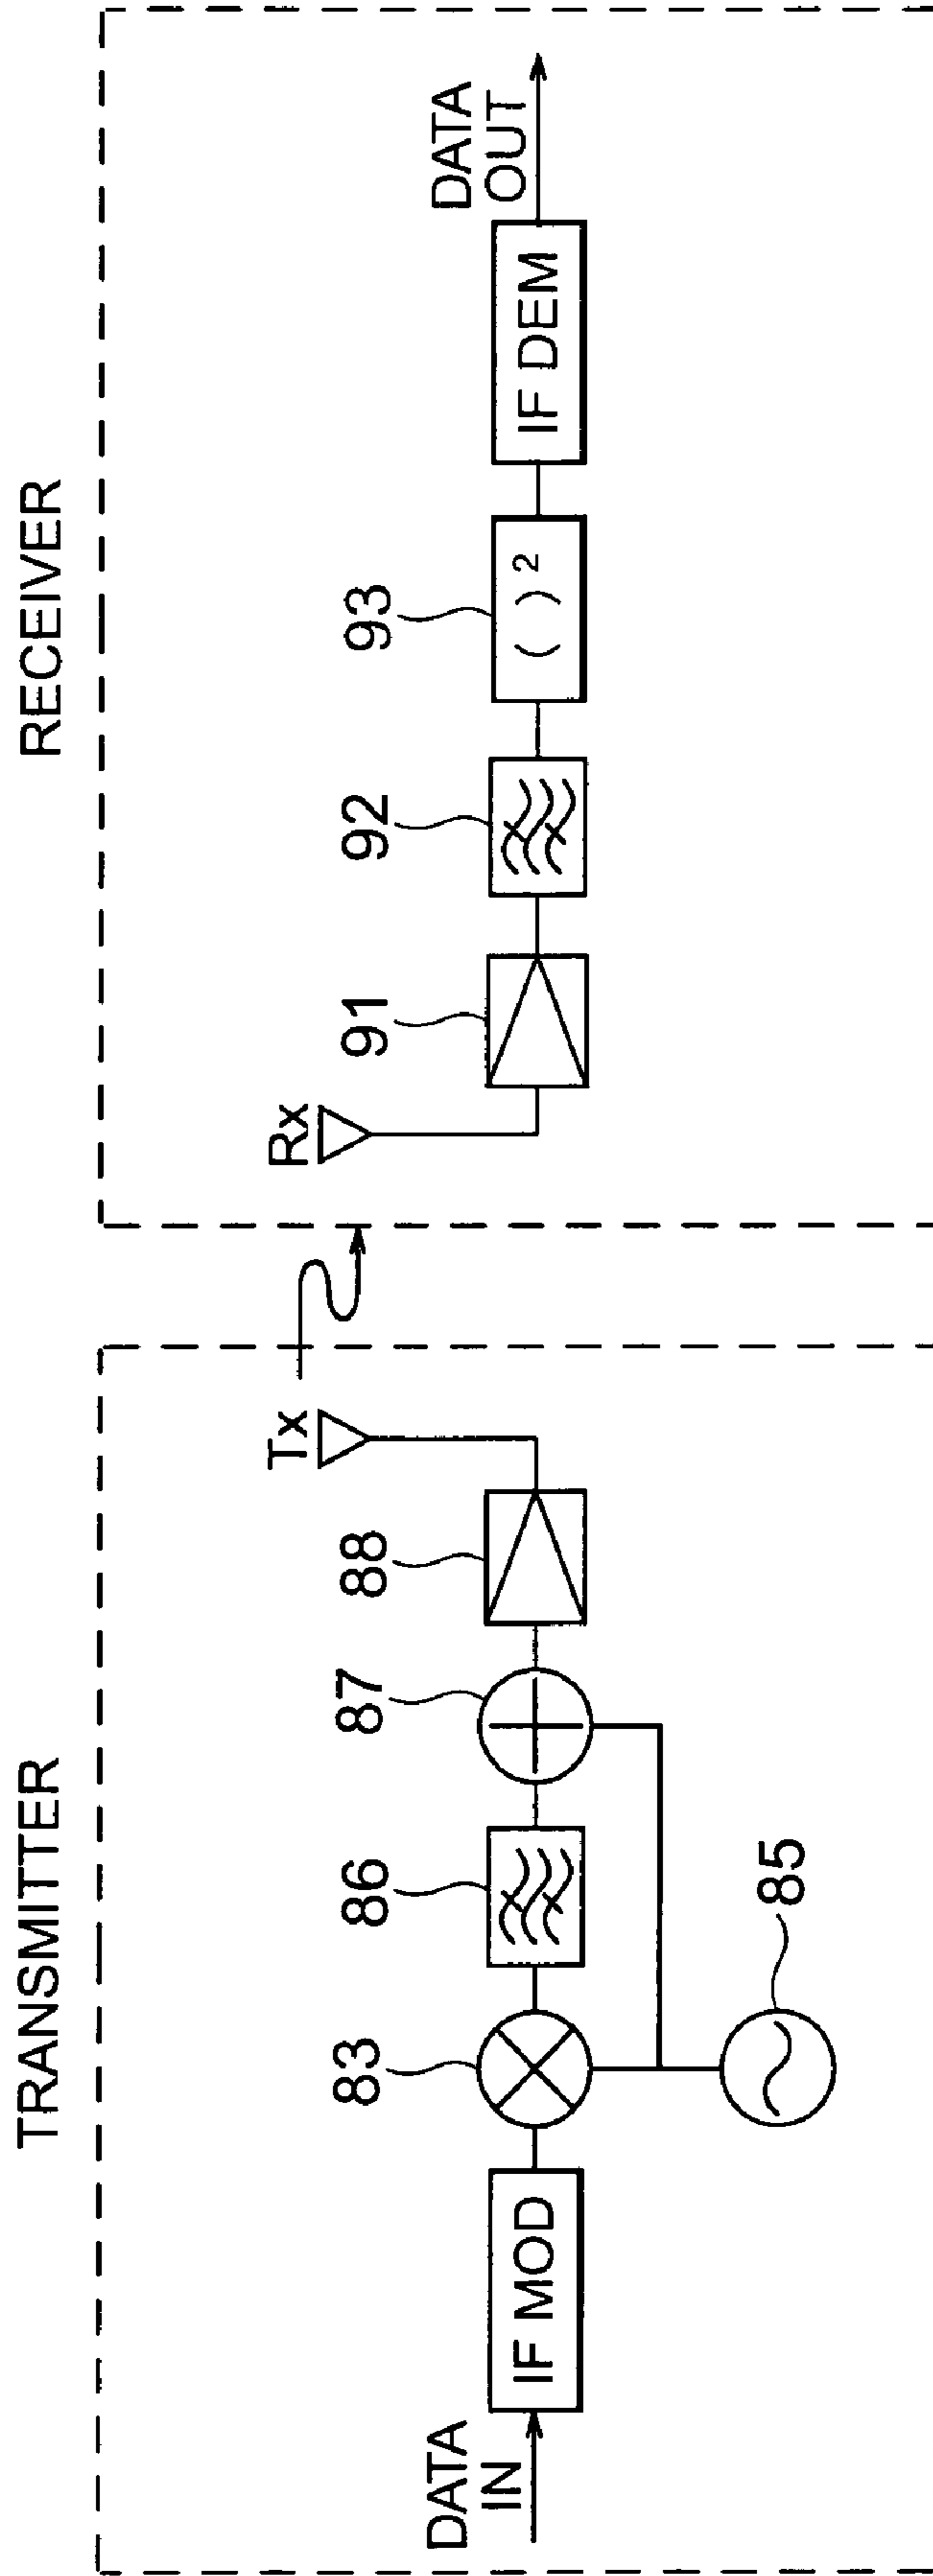 TRANSMITTER
DATA
IN
IF MOD
83
85
86
87
88
Tx
RECEIVER
Rx
91
92
93
( )²
IF DEM
DATA
OUT